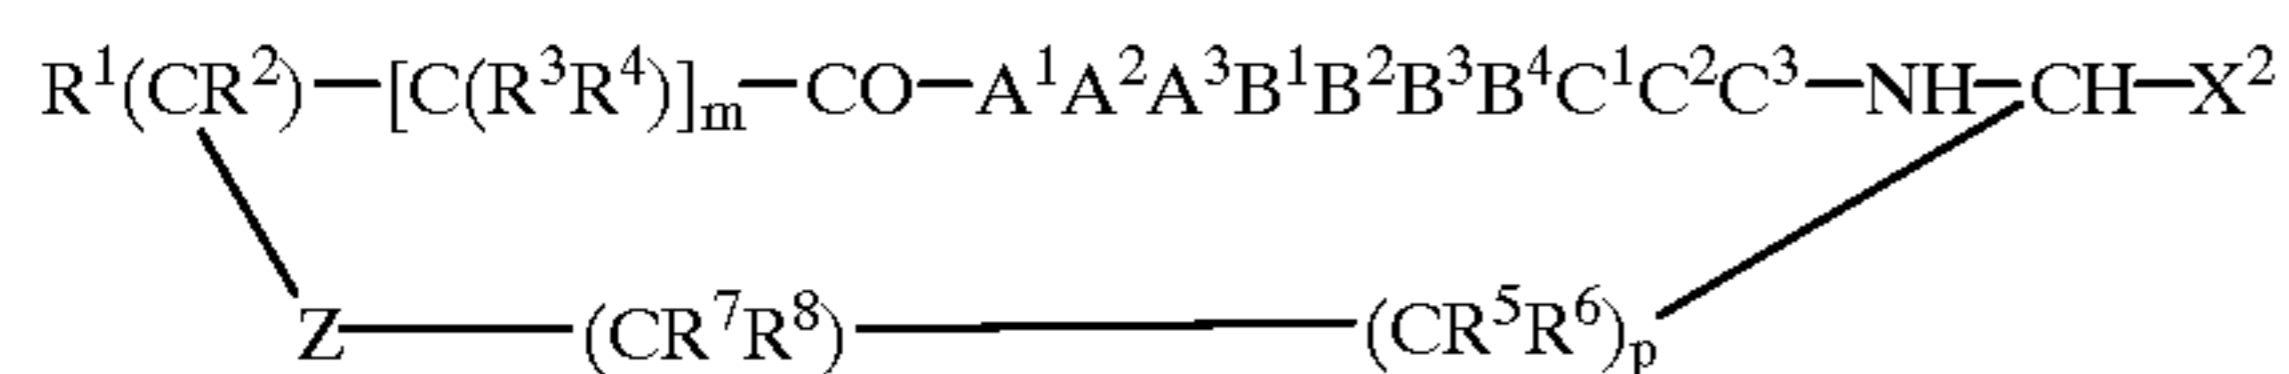 R¹(CR²)—[C(R³R⁴)]ₘ—CO—A¹A²A³B¹B²B³B⁴C¹C²C³—NH—CH—X²
Z—(CR⁷R⁸)—(CR⁵R⁶)ₚ